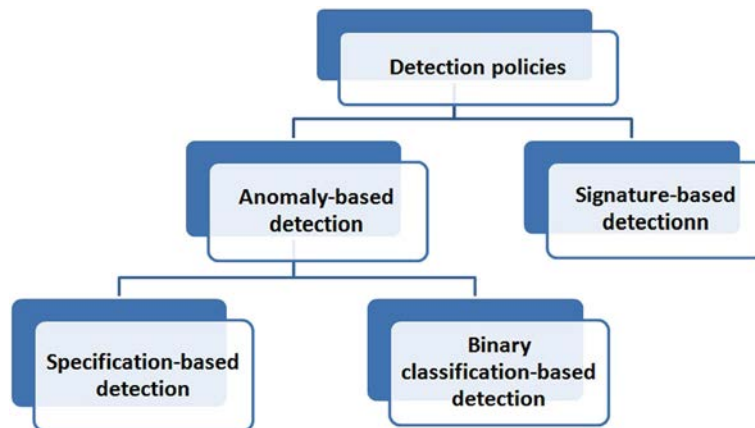 Detection policies
Anomaly-based
detection
Signature-based
detectionn
Specification-based
detection
Binary
classification-based
detection